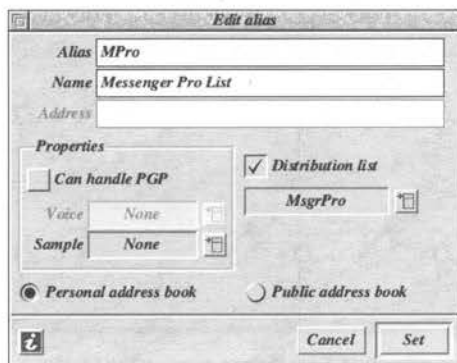 Edit alias
Alias MPro
Name Messenger Pro List
Address
Properties
Can handle PGP
Voice None
Sample None
Distribution list
MsgrPro
Personal address book
Public address book
Cancel
Set